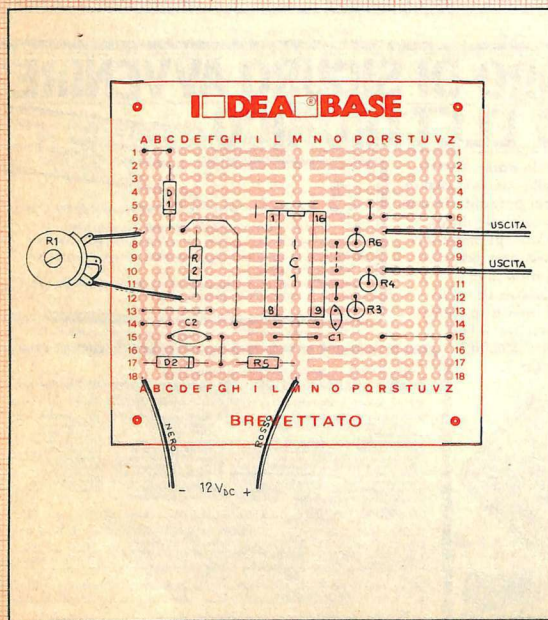 I DEA ® BASE
A B C D E F G H I L M N O P Q R S T U V Z
1 1
2 2
3 3
4 4
D1
5 5
6 6
1 16
7 7
USCITA
R1
8 8
R6
R2
IC1
9 9
10 10
USCITA
11 11
R4
12 12
13 13
R3
8 9
14 14
C2
15 15
C1
16 16
D2
R5
17 17
18 18
A B C D E F G H I L M N O P Q R S T U V Z
BREVETTATO
NERO
ROSSO
- 12VDC +